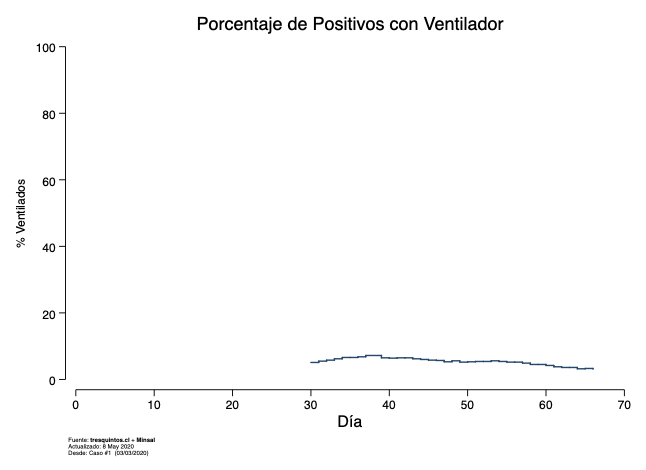 Porcentaje de Positivos con Ventilador
100
80
60
40
20
0
% Ventilados
0 10 20 30 40 50 60 70
Día
Fuente: tresquintos.cl + Minsal
Actualizado: 8 May 2020
Desde: Caso #1 (03/03/2020)